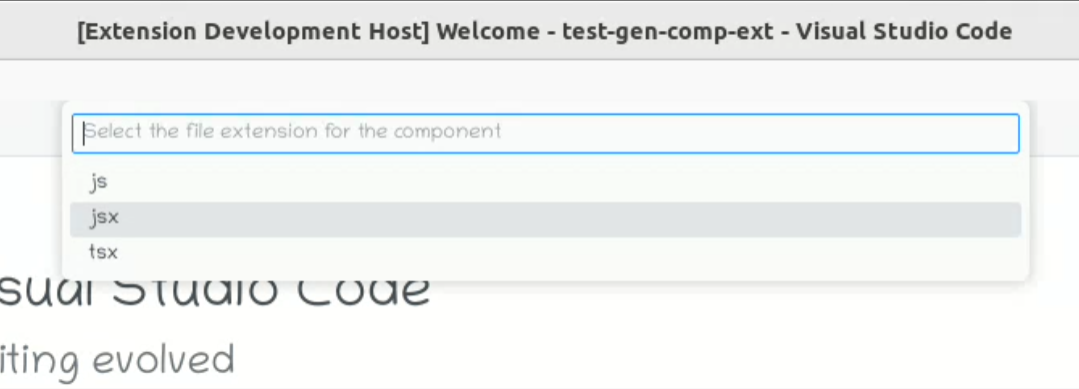 [Extension Development Host] Welcome - test-gen-comp-ext - Visual Studio Code
Select the file extension for the component
js
jsx
tsx
sual Studio Code
iting evolved